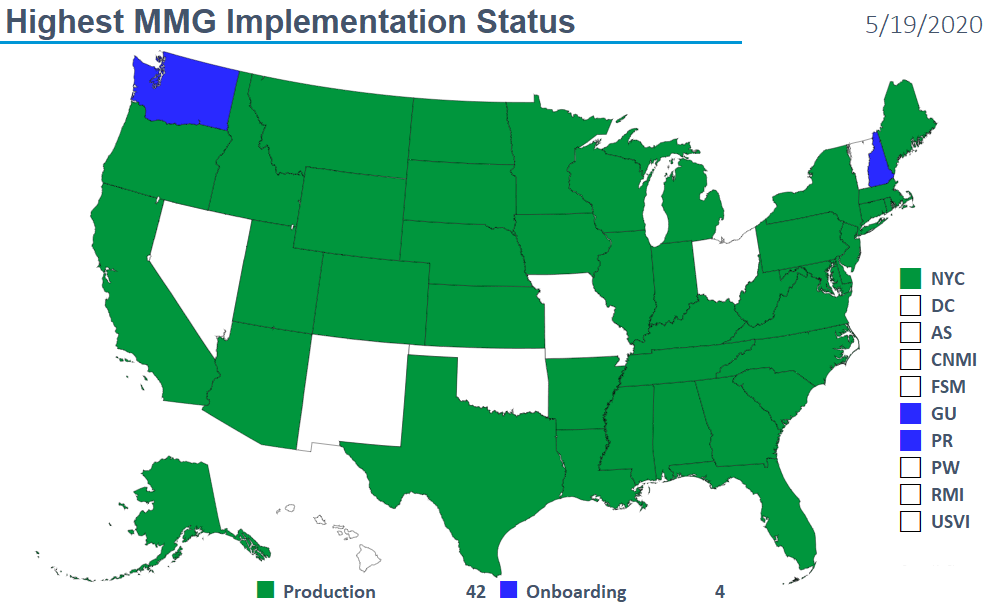 Highest MMG Implementation Status
5/19/2020
NYC
DC
AS
CNMI
FSM
GU
PR
PW
RMI
USVI
Production 42 Onboarding 4